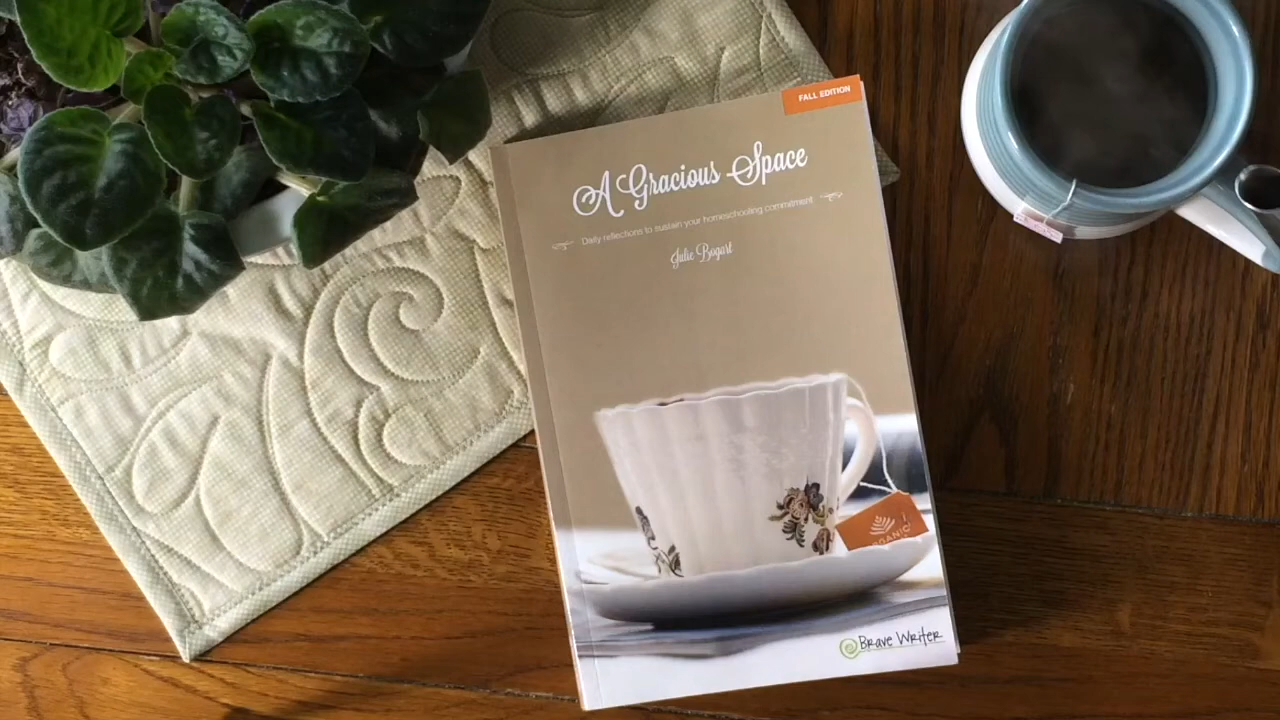 FALL EDITION
A Gracious Space
Daily reflections to sustain your homeschooling commitment
Julie Bogart
Brave Writer